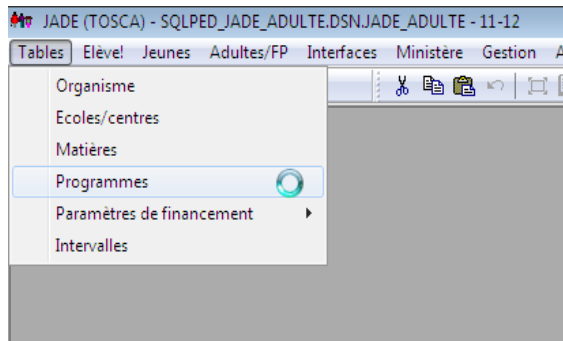 JADE (TOSCA) - SQLPED_JADE_ADULTE.DSN.JADE_ADULTE - 11-12
Tables Elève! Jeunes Adultes/FP Interfaces Ministère Gestion A
Organisme
Ecoles/centres
Matières
Programmes
Paramètres de financement
Intervalles